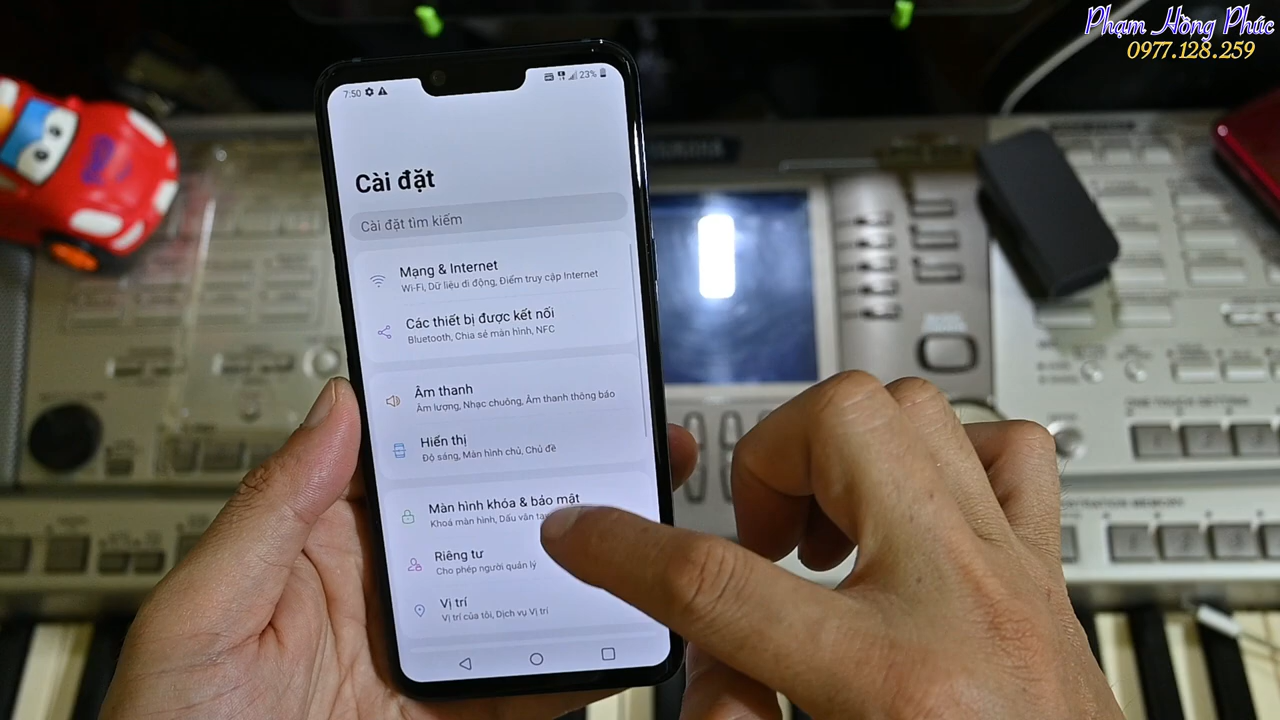 Phạm Hồng Phúc
0977.128.259
7:50
23%
Cài đặt
Cài đặt tìm kiếm
Mạng & Internet
Wi-Fi, Dữ liệu di động, Điểm truy cập Internet
Các thiết bị được kết nối
Bluetooth, Chia sẻ màn hình, NFC
Âm thanh
Âm lượng, Nhạc chuông, Âm thanh thông báo
Hiển thị
Độ sáng, Màn hình chủ, Chủ đề
Màn hình khóa & bảo mật
Khoá màn hình, Dấu vân tay
Riêng tư
Cho phép người quản lý
Vị trí
Vị trí của tôi, Dịch vụ Vị trí
YAMAHA